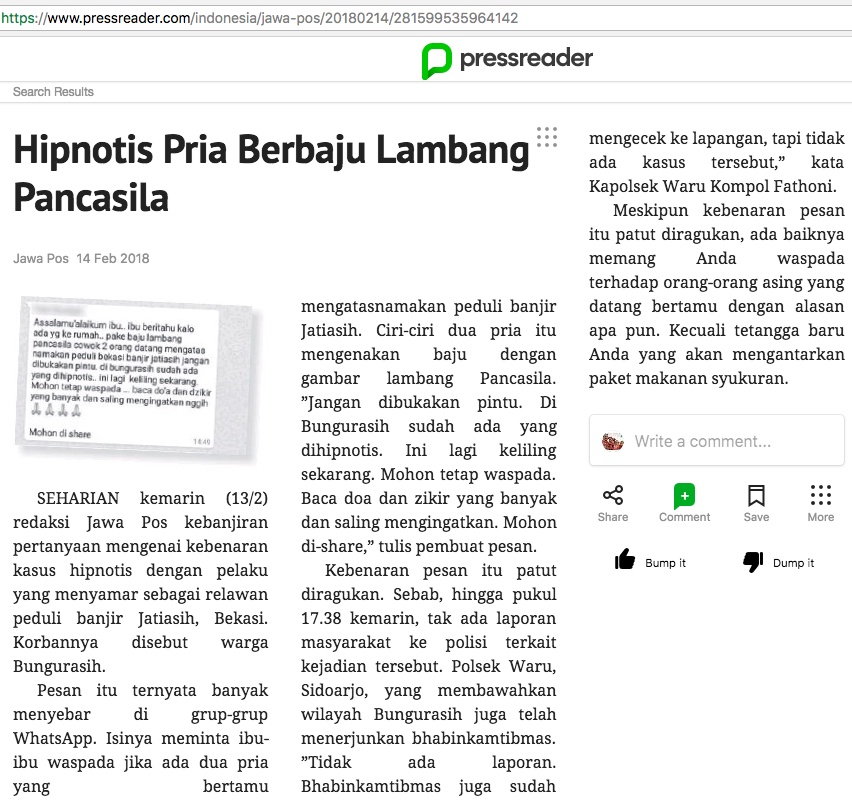 https://www.pressreader.com/indonesia/jawa-pos/20180214/281599535964142
pressreader
Search Results
Hipnotis Pria Berbaju Lambang
Pancasila
Jawa Pos 14 Feb 2018
Assalamu'alaikum ibu.. ibu beritahu kalo
ada yg ke rumah.. pake baju lambang
pancasila cowok 2 orang datang mengatas
namakan peduli bekasi banjir jatiasih jangan
dibukakan pintu. di bungurasih sudah ada
yang dihipnotis.. ini lagi keliling sekarang.
Mohon tetap waspada ... baca do'a dan dzikir
yang banyak dan saling mengingatkan nggih
🙏🙏🙏🙏
Mohon di share
14.49
SEHARIAN kemarin (13/2)
redaksi Jawa Pos kebanjiran
pertanyaan mengenai kebenaran
kasus hipnotis dengan pelaku
yang menyamar sebagai relawan
peduli banjir Jatiasih, Bekasi.
Korbannya disebut warga
Bungurasih.
Pesan itu ternyata banyak
menyebar di grup-grup
WhatsApp. Isinya meminta ibu-
ibu waspada jika ada dua pria
yang bertamu
mengatasnamakan peduli banjir
Jatiasih. Ciri-ciri dua pria itu
mengenakan baju dengan
gambar lambang Pancasila.
”Jangan dibukakan pintu. Di
Bungurasih sudah ada yang
dihipnotis. Ini lagi keliling
sekarang. Mohon tetap waspada.
Baca doa dan zikir yang banyak
dan saling mengingatkan. Mohon
di-share,” tulis pembuat pesan.
Kebenaran pesan itu patut
diragukan. Sebab, hingga pukul
17.38 kemarin, tak ada laporan
masyarakat ke polisi terkait
kejadian tersebut. Polsek Waru,
Sidoarjo, yang membawahkan
wilayah Bungurasih juga telah
menerjunkan bhabinkamtibmas.
”Tidak ada laporan.
Bhabinkamtibmas juga sudah
mengecek ke lapangan, tapi tidak
ada kasus tersebut,” kata
Kapolsek Waru Kompol Fathoni.
Meskipun kebenaran pesan
itu patut diragukan, ada baiknya
memang Anda waspada
terhadap orang-orang asing yang
datang bertamu dengan alasan
apa pun. Kecuali tetangga baru
Anda yang akan mengantarkan
paket makanan syukuran.
Write a comment...
Share
Comment
Save
More
Bump it
Dump it